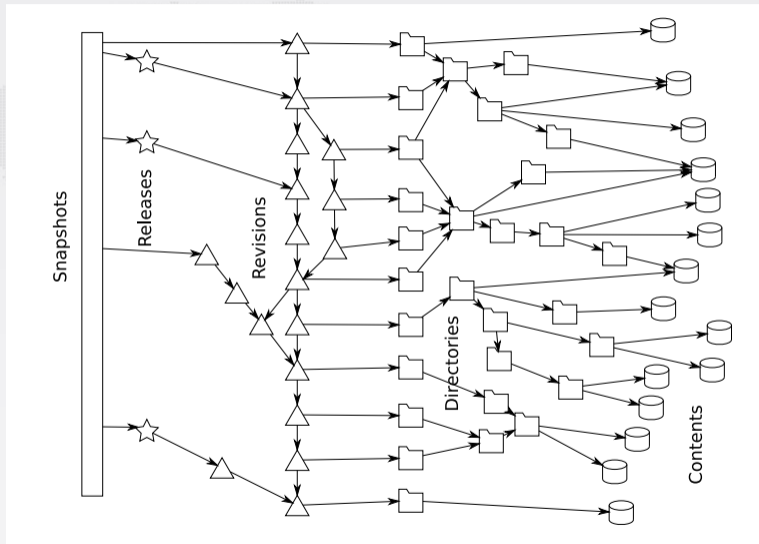 Snapshots
Releases
Revisions
Directories
Contents